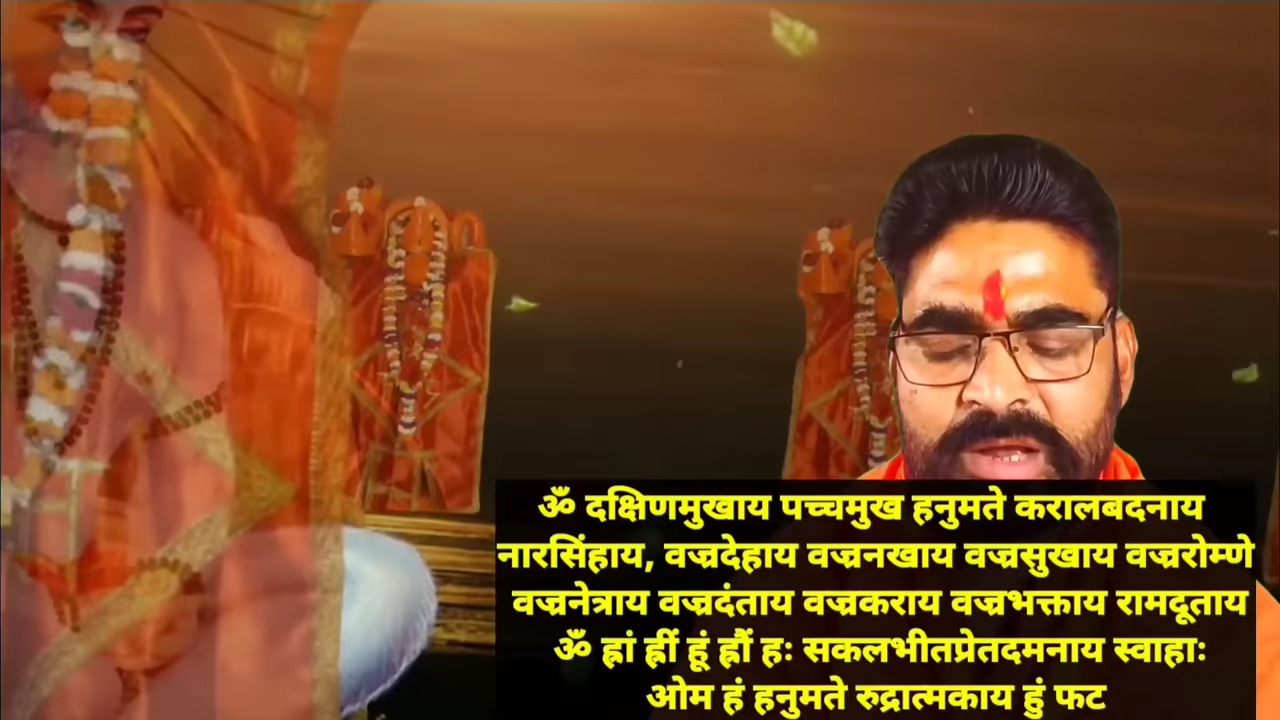 ॐ दक्षिणमुखाय पच्चमुख हनुमते करालबदनाय
नारसिंहाय, वज्रदेहाय वज्रनखाय वज्रसुखाय वज्ररोम्णे
वज्रनेत्राय वज्रदंताय वज्रकराय वज्रभक्ताय रामदूताय
ॐ ह्रां ह्रीं हूं ह्रौं हः सकलभीतप्रेतदमनाय स्वाहाः
ओम हं हनुमते रुद्रात्मकाय हुं फट